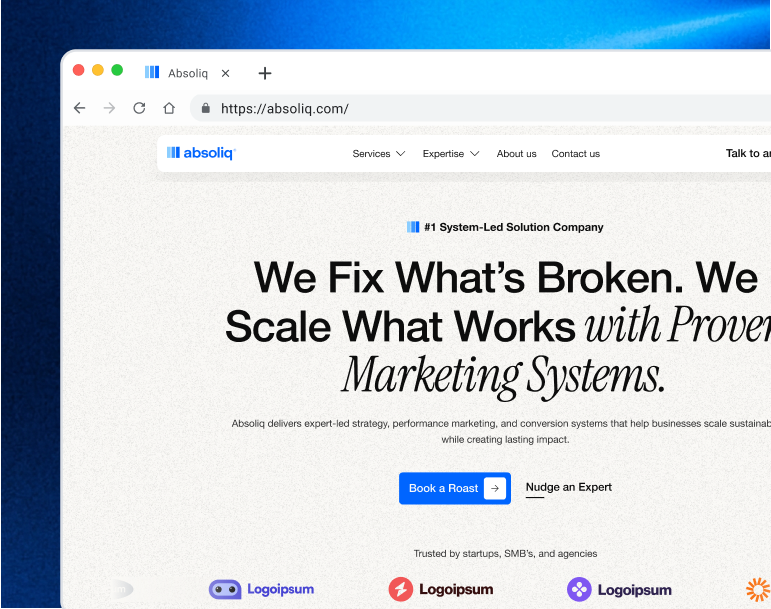 Absoliq
https://absoliq.com/
absoliq
Services Expertise About us Contact us Talk to
#1 System-Led Solution Company
We Fix What's Broken. We
Scale What Works with Proven
Marketing Systems.
Absoliq delivers expert-led strategy, performance marketing, and conversion systems that help businesses scale
while creating lasting impact.
Book a Roast Nudge an Expert
Trusted by startups, SMB's, and agencies
Logoipsum Logoipsum Logoipsum